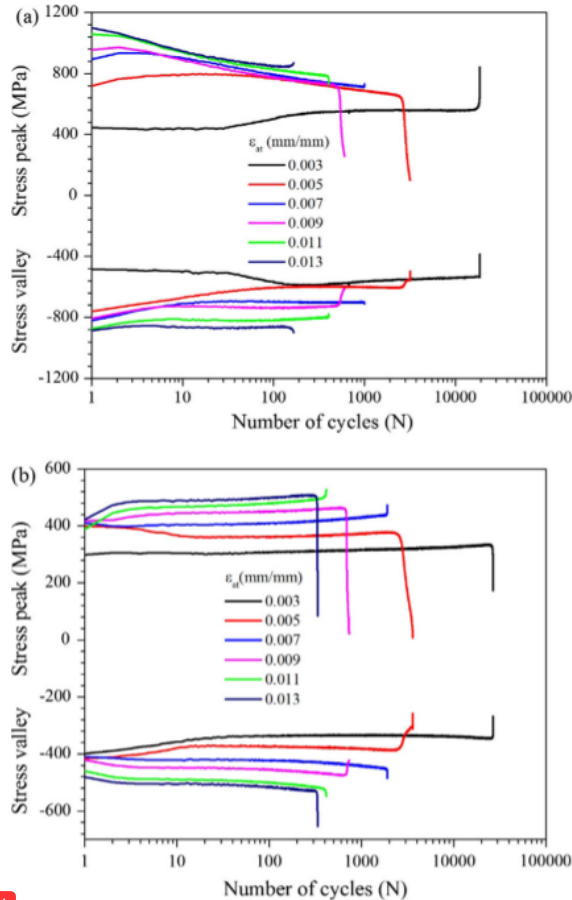 (a)
1200
800
400
0
-400
-800
-1200
Stress peak (MPa)
Stress valley
εat (mm/mm)
0.003
0.005
0.007
0.009
0.011
0.013
1 10 100 1000 10000 100000
Number of cycles (N)
(b)
600
400
200
0
-200
-400
-600
Stress peak (MPa)
Stress valley
εat(mm/mm)
0.003
0.005
0.007
0.009
0.011
0.013
1 10 100 1000 10000 100000
Number of cycles (N)